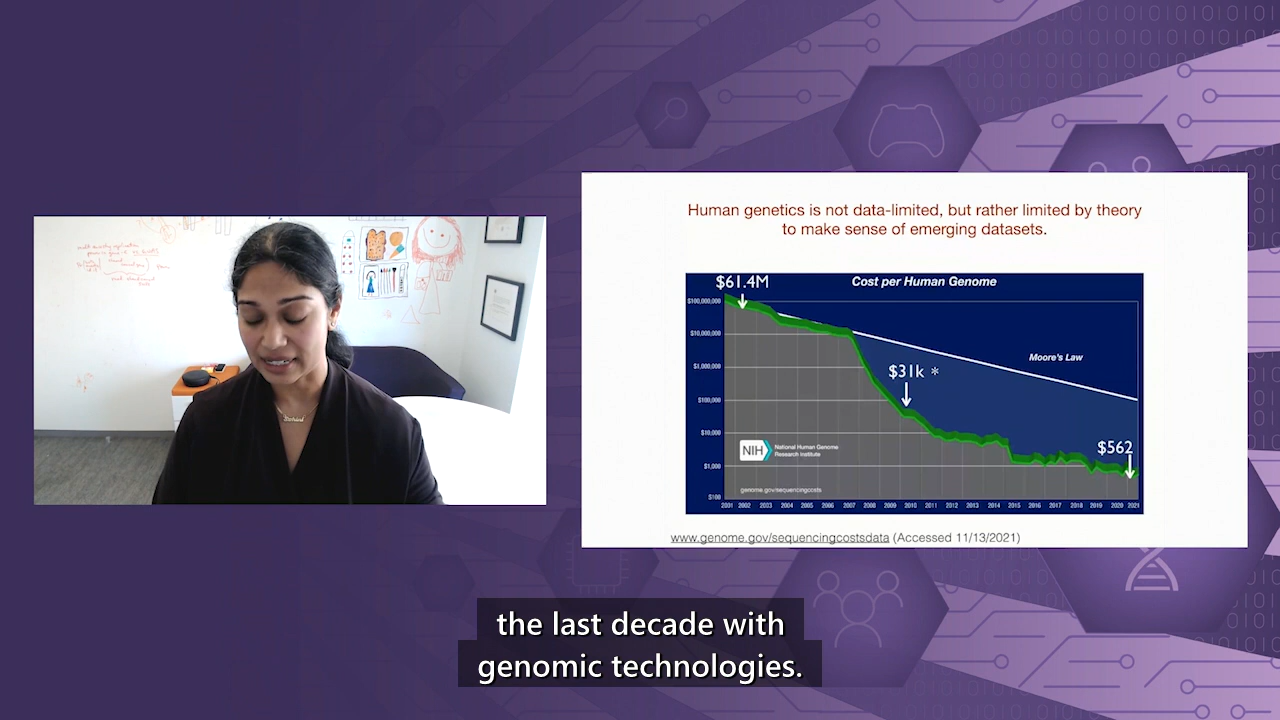 Human genetics is not data-limited, but rather limited by theory
to make sense of emerging datasets.
$61.4M
Cost per Human Genome
$100,000,000
$10,000,000
Moore's Law
$1,000,000
$31k *
$100,000
$10,000
$562
NIH
National Human Genome
Research Institute
$1,000
genome.gov/sequencingcosts
$100
2001 2002 2003 2004 2005 2006 2007 2008 2009 2010 2011 2012 2013 2014 2015 2016 2017 2018 2019 2020 2021
www.genome.gov/sequencingcostsdata (Accessed 11/13/2021)
the last decade with
genomic technologies.